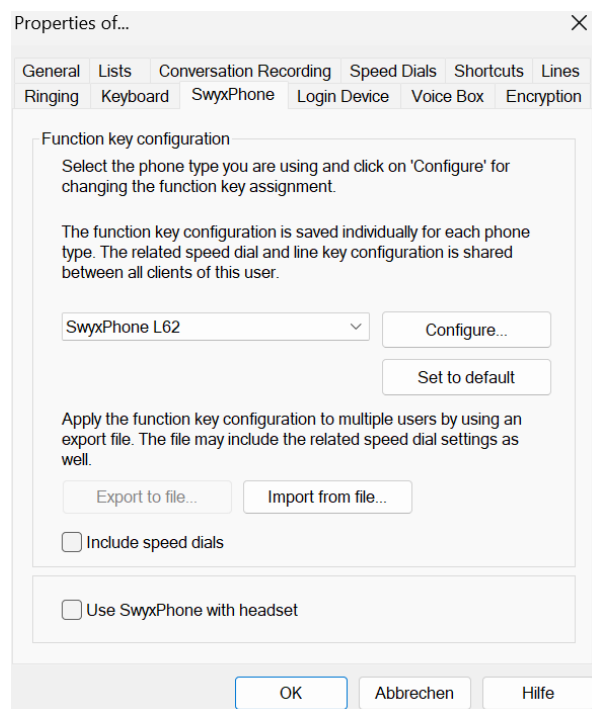 Properties of...
General Lists Conversation Recording Speed Dials Shortcuts Lines
Ringing Keyboard SwyxPhone Login Device Voice Box Encryption
Function key configuration
Select the phone type you are using and click on 'Configure' for
changing the function key assignment.
The function key configuration is saved individually for each phone
type. The related speed dial and line key configuration is shared
between all clients of this user.
SwyxPhone L62
Configure...
Set to default
Apply the function key configuration to multiple users by using an
export file. The file may include the related speed dial settings as
well.
Export to file... Import from file...
Include speed dials
Use SwyxPhone with headset
OK Abbrechen Hilfe